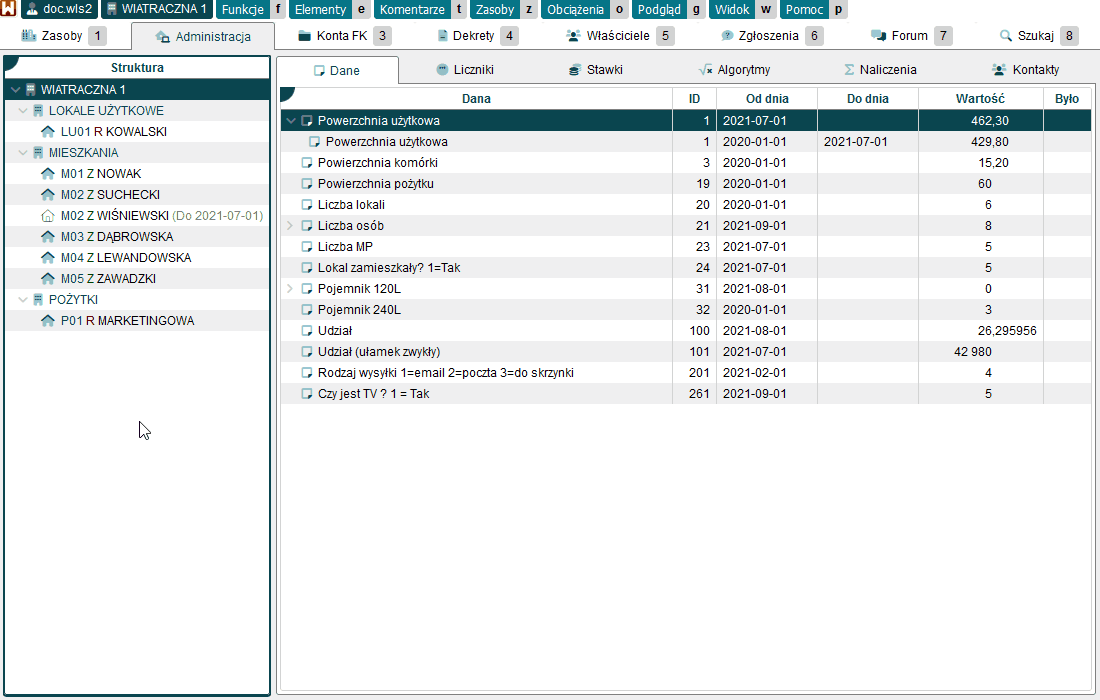 doc.wls2 WIATRACZNA 1 Funkcje f Elementy e Komentarze t Zasoby z Obciążenia o Podgląd g Widok w Pomoc p
Zasoby 1 Administracja Konta FK 3 Dekrety 4 Właściciele 5 Zgłoszenia 6 Forum 7 Szukaj 8
Struktura
WIATRACZNA 1
LOKALE UŻYTKOWE
LU01 R KOWALSKI
MIESZKANIA
M01 Z NOWAK
M02 Z SUCHECKI
M02 Z WIŚNIEWSKI (Do 2021-07-01)
M03 Z DĄBROWSKA
M04 Z LEWANDOWSKA
M05 Z ZAWADZKI
POŻYTKI
P01 R MARKETINGOWA
Dane Liczniki Stawki Algorytmy Naliczenia Kontakty
Dana ID Od dnia Do dnia Wartość Było
Powerzchnia użytkowa 1 2021-07-01 462,30
Powerzchnia użytkowa 1 2020-01-01 2021-07-01 429,80
Powierzchnia komórki 3 2020-01-01 15,20
Powierzchnia pożytku 19 2020-01-01 60
Liczba lokali 20 2020-01-01 6
Liczba osób 21 2021-09-01 8
Liczba MP 23 2021-07-01 5
Lokal zamieszkały? 1=Tak 24 2021-07-01 5
Pojemnik 120L 31 2021-08-01 0
Pojemnik 240L 32 2020-01-01 3
Udział 100 2021-08-01 26,295956
Udział (ułamek zwykły) 101 2021-07-01 42 980
Rodzaj wysyłki 1=email 2=poczta 3=do skrzynki 201 2021-02-01 4
Czy jest TV ? 1 = Tak 261 2021-09-01 5